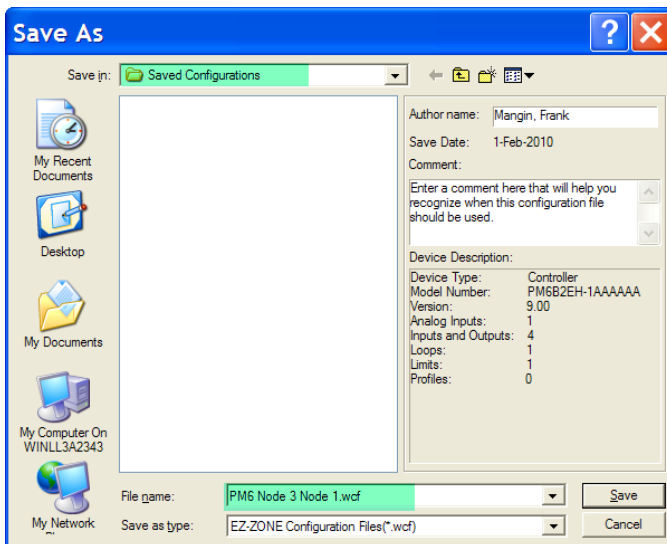 Save As
Save in: Saved Configurations
My Recent
Documents
Desktop
My Documents
My Computer On
WINLL3A2343
My Network
Author name: Mangin, Frank
Save Date: 1-Feb-2010
Comment:
Enter a comment here that will help you
recognize when this configuration file
should be used.
Device Description:
Device Type: Controller
Model Number: PM6B2EH-1AAAAAA
Version: 9.00
Analog Inputs: 1
Inputs and Outputs: 4
Loops: 1
Limits: 1
Profiles: 0
File name: PM6 Node 3 Node 1.wcf
Save
Save as type: EZ-ZONE Configuration Files(*.wcf)
Cancel